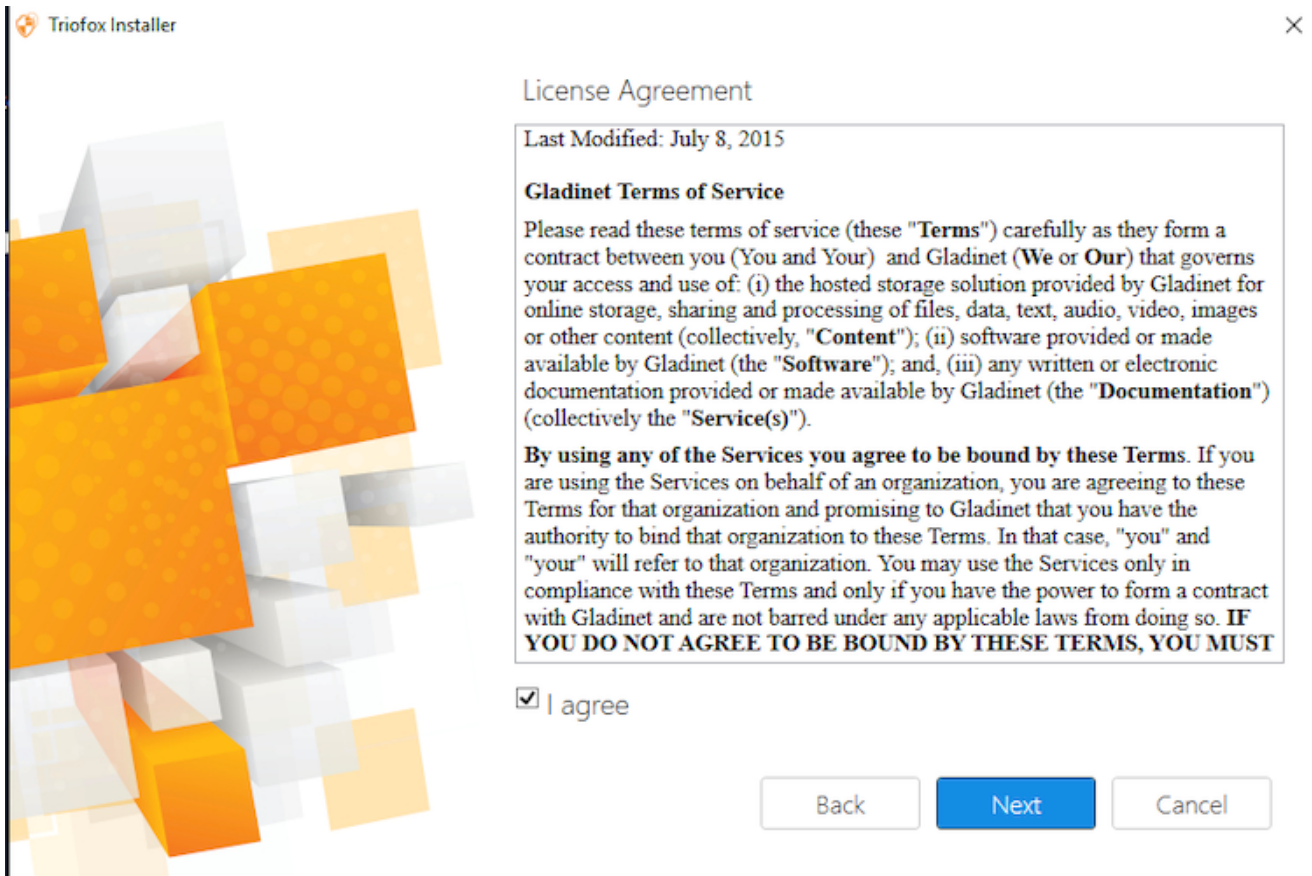 Triofox Installer
License Agreement
Last Modified: July 8, 2015
Gladinet Terms of Service
Please read these terms of service (these "Terms") carefully as they form a
contract between you (You and Your) and Gladinet (We or Our) that governs
your access and use of: (i) the hosted storage solution provided by Gladinet for
online storage, sharing and processing of files, data, text, audio, video, images
or other content (collectively, "Content"); (ii) software provided or made
available by Gladinet (the "Software"); and, (iii) any written or electronic
documentation provided or made available by Gladinet (the "Documentation")
(collectively the "Service(s)").
By using any of the Services you agree to be bound by these Terms. If you
are using the Services on behalf of an organization, you are agreeing to these
Terms for that organization and promising to Gladinet that you have the
authority to bind that organization to these Terms. In that case, "you" and
"your" will refer to that organization. You may use the Services only in
compliance with these Terms and only if you have the power to form a contract
with Gladinet and are not barred under any applicable laws from doing so. IF
YOU DO NOT AGREE TO BE BOUND BY THESE TERMS, YOU MUST
I agree
Back Next Cancel